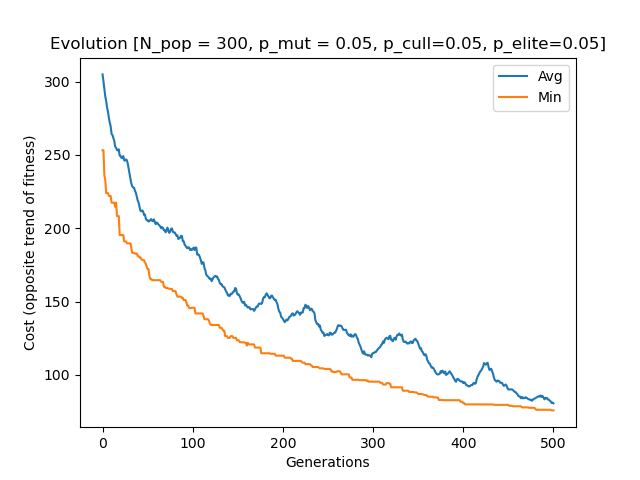 Evolution [N_pop = 300, p_mut = 0.05, p_cull=0.05, p_elite=0.05]
Avg
Min
Cost (opposite trend of fitness)
300
250
200
150
100
0 100 200 300 400 500
Generations